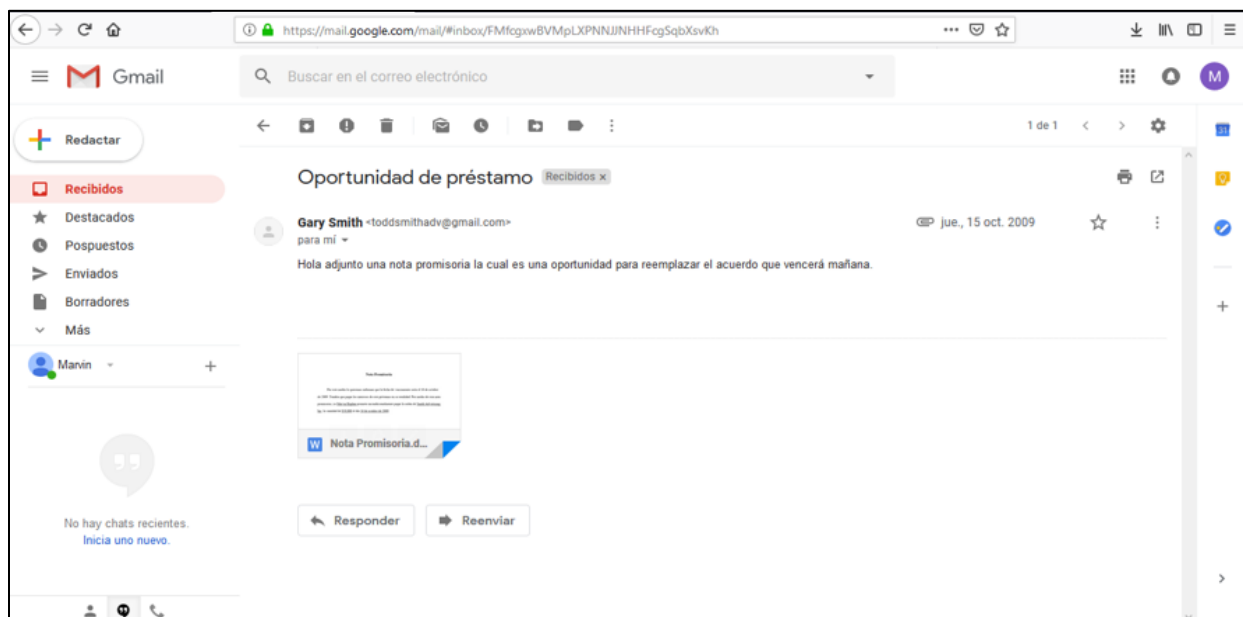 https://mail.google.com/mail/#inbox/FMfcgxwBVMpLXPNNJJNHHFcgSqbXsvKh
Gmail
Buscar en el correo electrónico
M
Redactar
1 de 1
31
Oportunidad de préstamo Recibidos x
Recibidos
Destacados
Gary Smith <toddsmithadv@gmail.com>
jue., 15 oct. 2009
para mí
Pospuestos
Hola adjunto una nota promisoria la cual es una oportunidad para reemplazar el acuerdo que vencerá mañana.
Enviados
Borradores
Más
Marvin
Nota Promisoria
W Nota Promisoria.d...
No hay chats recientes.
Inicia uno nuevo.
Responder
Reenviar